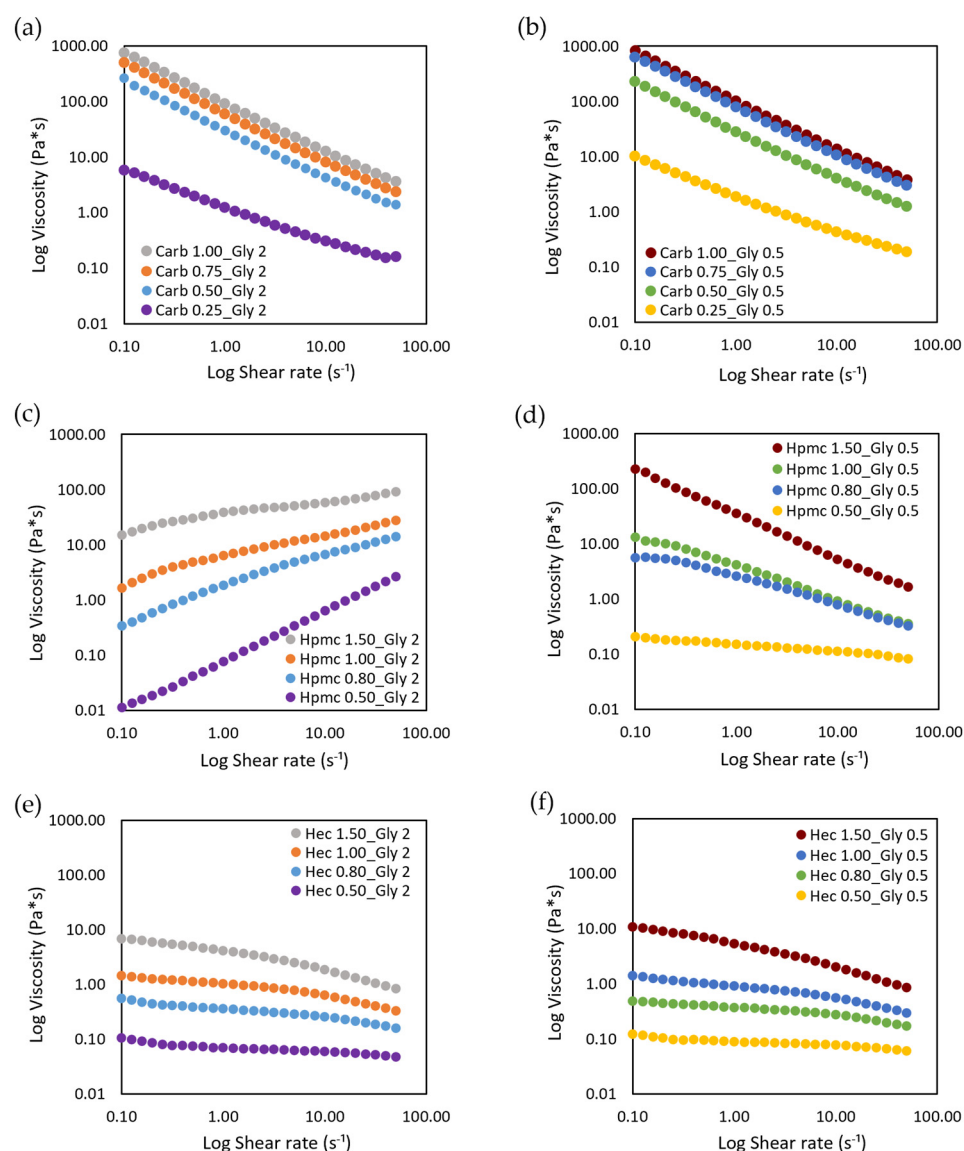 (a)
1000.00
100.00
10.00
1.00
0.10
0.01
Log Viscosity (Pa*s)
Carb 1.00_Gly 2
Carb 0.75_Gly 2
Carb 0.50_Gly 2
Carb 0.25_Gly 2
0.10 1.00 10.00 100.00
Log Shear rate (s⁻¹)
(b)
1000.00
100.00
10.00
1.00
0.10
0.01
Log Viscosity (Pa*s)
Carb 1.00_Gly 0.5
Carb 0.75_Gly 0.5
Carb 0.50_Gly 0.5
Carb 0.25_Gly 0.5
0.10 1.00 10.00 100.00
Log Shear rate (s⁻¹)
(c)
1000.00
100.00
10.00
1.00
0.10
0.01
Log Viscosity (Pa*s)
Hpmc 1.50_Gly 2
Hpmc 1.00_Gly 2
Hpmc 0.80_Gly 2
Hpmc 0.50_Gly 2
0.10 1.00 10.00 100.00
Log Shear rate (s⁻¹)
(d)
1000.00
100.00
10.00
1.00
0.10
0.01
Log Viscosity (Pa*s)
Hpmc 1.50_Gly 0.5
Hpmc 1.00_Gly 0.5
Hpmc 0.80_Gly 0.5
Hpmc 0.50_Gly 0.5
0.10 1.00 10.00 100.00
Log Shear rate (s⁻¹)
(e)
1000.00
100.00
10.00
1.00
0.10
0.01
Log Viscosity (Pa*s)
Hec 1.50_Gly 2
Hec 1.00_Gly 2
Hec 0.80_Gly 2
Hec 0.50_Gly 2
0.10 1.00 10.00 100.00
Log Shear rate (s⁻¹)
(f)
1000.00
100.00
10.00
1.00
0.10
0.01
Log Viscosity (Pa*s)
Hec 1.50_Gly 0.5
Hec 1.00_Gly 0.5
Hec 0.80_Gly 0.5
Hec 0.50_Gly 0.5
0.10 1.00 10.00 100.00
Log Shear rate (s⁻¹)